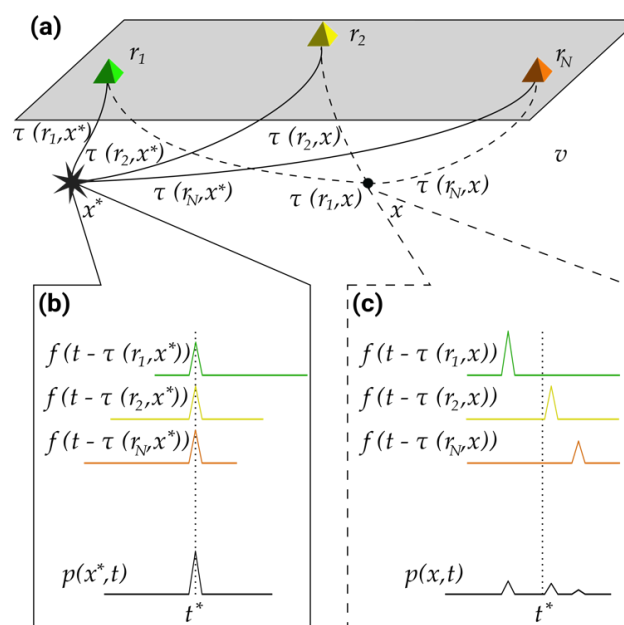 (a)
r1
r2
rN
τ (r1,x*)
τ (r2,x*)
τ (r2,x)
τ (rN,x*)
τ (r1,x)
τ (rN,x)
v
x*
x
(b)
f(t - τ (r1,x*))
f(t - τ (r2,x*))
f(t - τ (rN,x*))
p(x*,t)
t*
(c)
f(t - τ (r1,x))
f(t - τ (r2,x))
f(t - τ (rN,x))
p(x,t)
t*